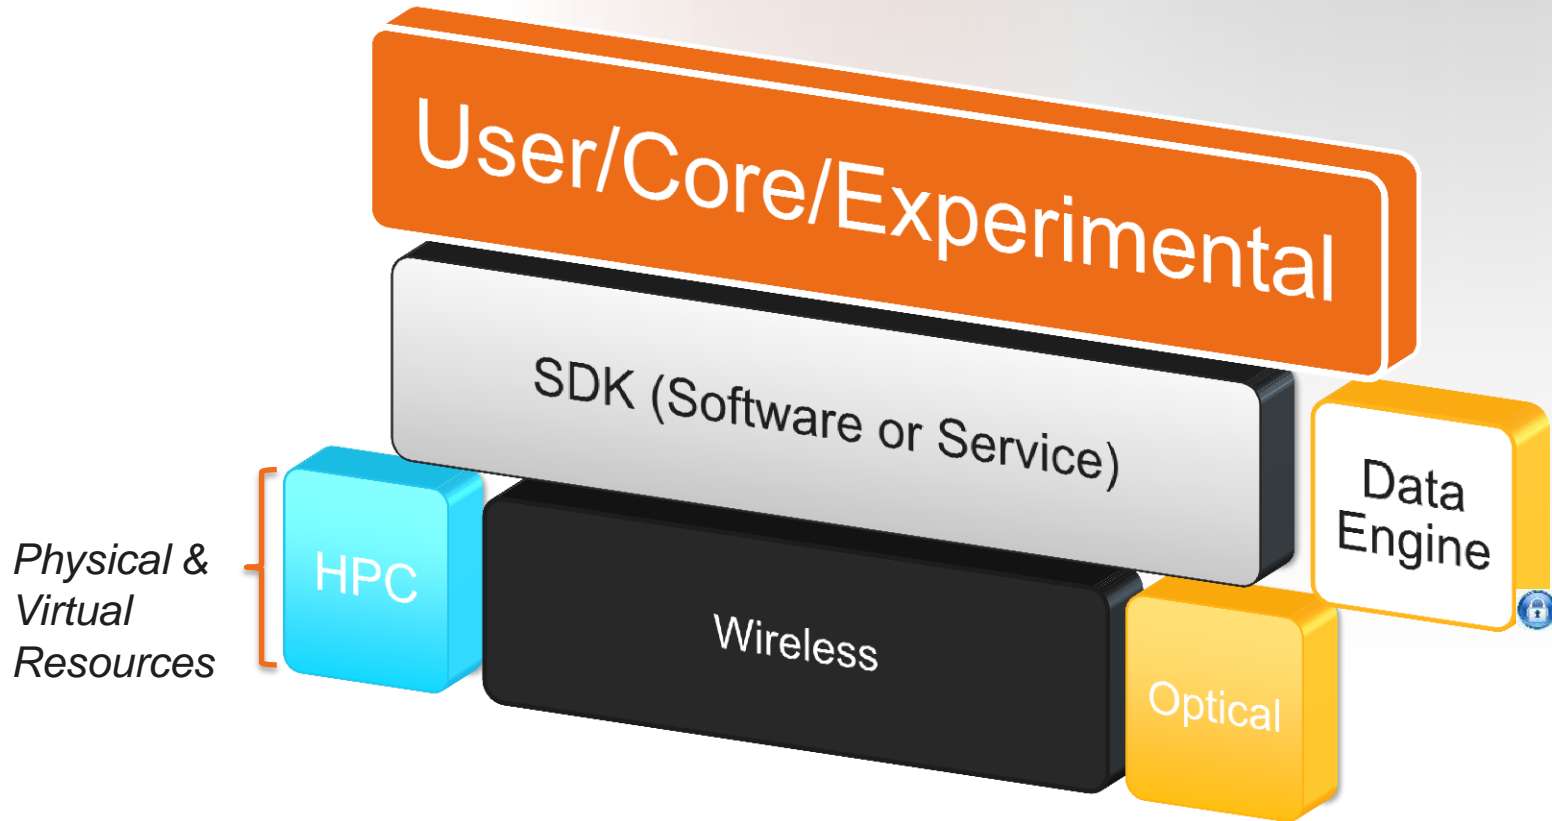 User/Core/Experimental
SDK (Software or Service)
Data
Engine
Physical &
Virtual
Resources
HPC
Wireless
Optical